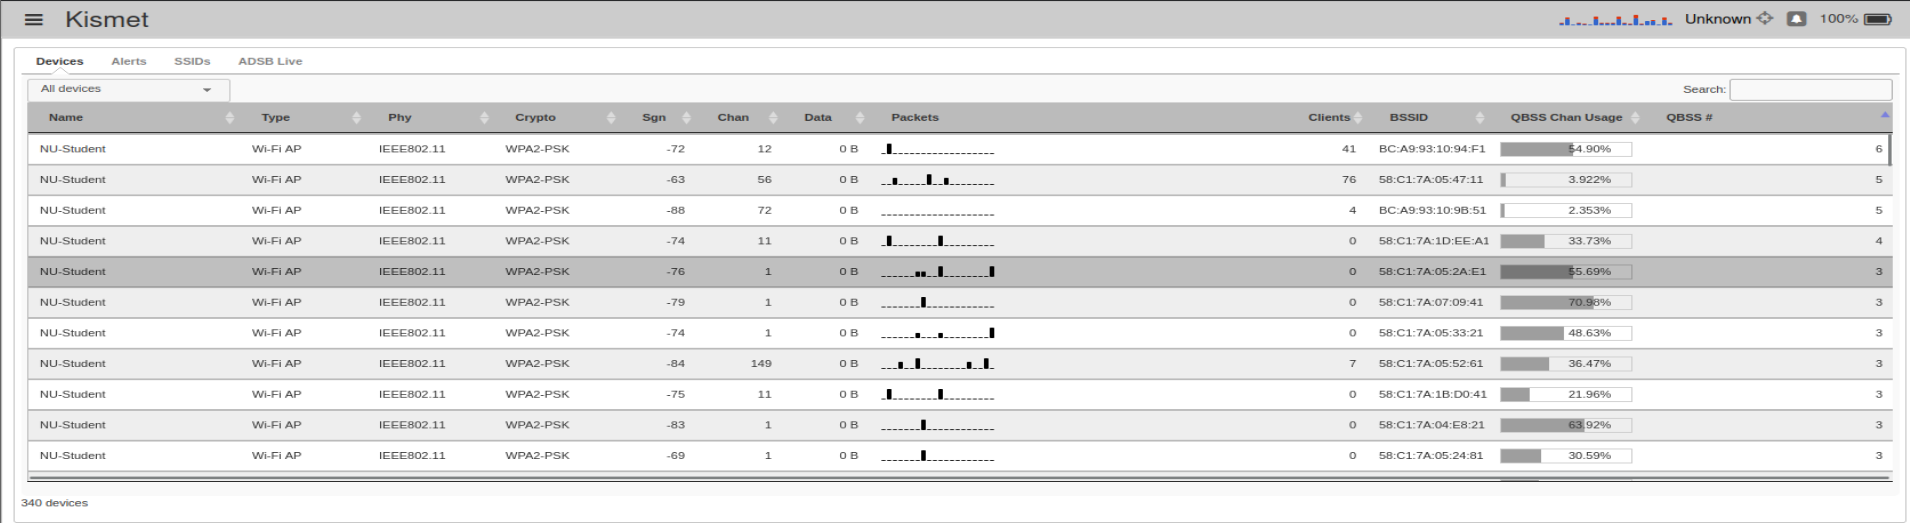 Kismet Unknown 100%
Devices Alerts SSIDs ADSB Live
All devices Search:
Name Type Phy Crypto Sgn Chan Data Packets Clients BSSID QBSS Chan Usage QBSS #
NU-Student Wi-Fi AP IEEE802.11 WPA2-PSK -72 12 0 B 41 BC:A9:93:10:94:F1 54.90% 6
NU-Student Wi-Fi AP IEEE802.11 WPA2-PSK -63 56 0 B 76 58:C1:7A:05:47:11 3.922% 5
NU-Student Wi-Fi AP IEEE802.11 WPA2-PSK -88 72 0 B 4 BC:A9:93:10:9B:51 2.353% 5
NU-Student Wi-Fi AP IEEE802.11 WPA2-PSK -74 11 0 B 0 58:C1:7A:1D:EE:A1 33.73% 4
NU-Student Wi-Fi AP IEEE802.11 WPA2-PSK -76 1 0 B 0 58:C1:7A:05:2A:E1 55.69% 3
NU-Student Wi-Fi AP IEEE802.11 WPA2-PSK -79 1 0 B 0 58:C1:7A:07:09:41 70.98% 3
NU-Student Wi-Fi AP IEEE802.11 WPA2-PSK -74 1 0 B 0 58:C1:7A:05:33:21 48.63% 3
NU-Student Wi-Fi AP IEEE802.11 WPA2-PSK -84 149 0 B 7 58:C1:7A:05:52:61 36.47% 3
NU-Student Wi-Fi AP IEEE802.11 WPA2-PSK -75 11 0 B 0 58:C1:7A:1B:D0:41 21.96% 3
NU-Student Wi-Fi AP IEEE802.11 WPA2-PSK -83 1 0 B 0 58:C1:7A:04:E8:21 63.92% 3
NU-Student Wi-Fi AP IEEE802.11 WPA2-PSK -69 1 0 B 0 58:C1:7A:05:24:81 30.59% 3
340 devices